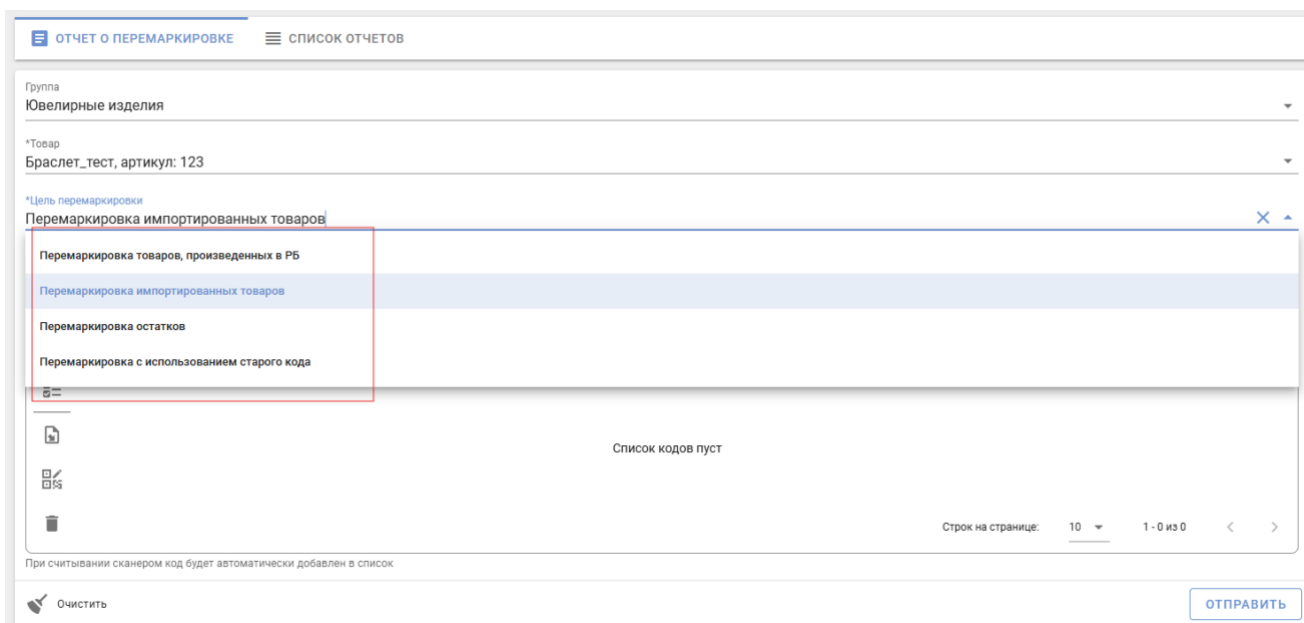 ОТЧЕТ О ПЕРЕМАРКИРОВКЕ СПИСОК ОТЧЕТОВ
Группа
Ювелирные изделия
*Товар
Браслет_тест, артикул: 123
*Цель перемаркировки
Перемаркировка импортированных товаров
Перемаркировка товаров, произведенных в РБ
Перемаркировка импортированных товаров
Перемаркировка остатков
Перемаркировка с использованием старого кода
Список кодов пуст
Строк на странице: 10 1 - 0 из 0
При считывании сканером код будет автоматически добавлен в список
Очистить ОТПРАВИТЬ